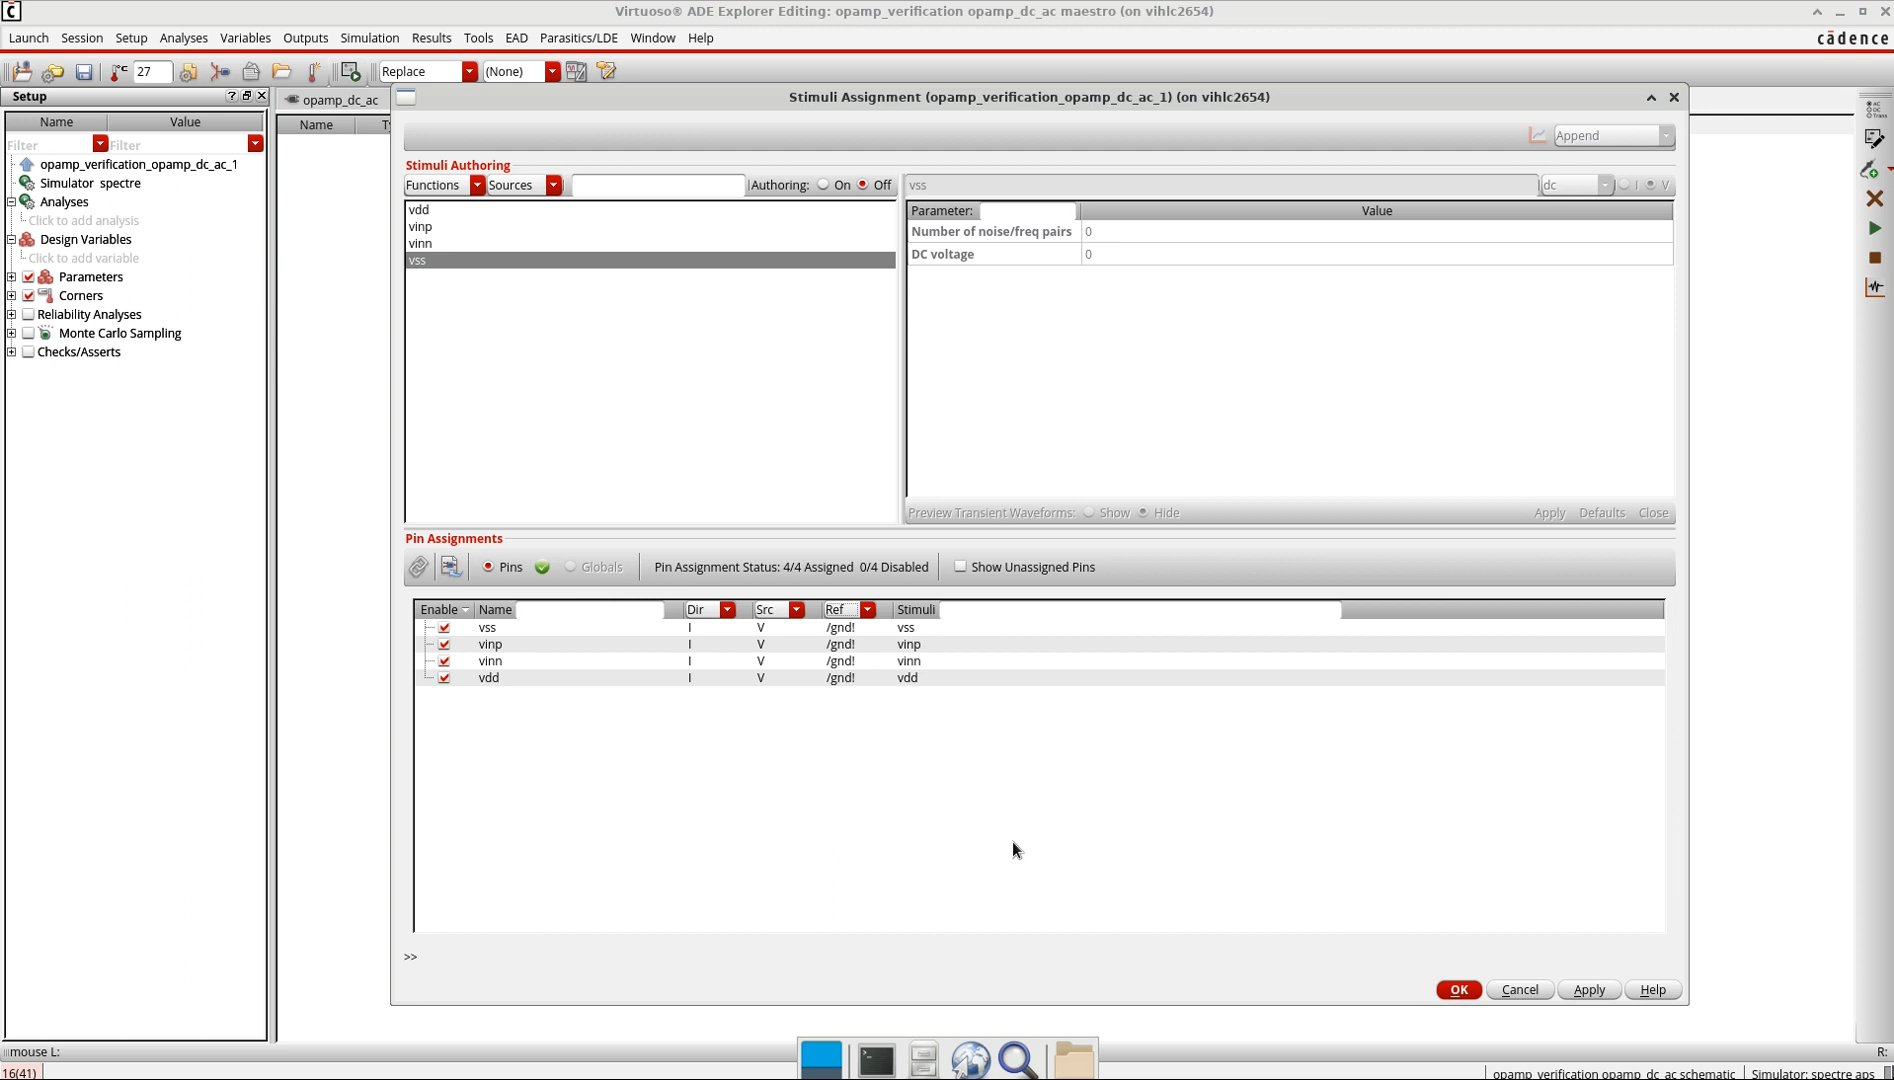 Virtuoso® ADE Explorer Editing: opamp_verification opamp_dc_ac maestro (on vihlc2654)
Launch Session Setup Analyses Variables Outputs Simulation Results Tools EAD Parasitics/LDE Window Help
cādence
°C 27 Replace (None)
Setup
opamp_dc_ac
Name Value
Filter Filter
opamp_verification_opamp_dc_ac_1
Simulator spectre
Analyses
Click to add analysis
Design Variables
Click to add variable
Parameters
Corners
Reliability Analyses
Monte Carlo Sampling
Checks/Asserts
Name
Stimuli Assignment (opamp_verification_opamp_dc_ac_1) (on vihlc2654)
Append
Stimuli Authoring
Functions Sources Authoring: On Off
vdd
vinp
vinn
vss
vss dc I V
Parameter: Value
Number of noise/freq pairs 0
DC voltage 0
Preview Transient Waveforms: Show Hide Apply Defaults Close
Pin Assignments
Pins Globals Pin Assignment Status: 4/4 Assigned 0/4 Disabled Show Unassigned Pins
Enable Name Dir Src Ref Stimuli
vss I V /gnd! vss
vinp I V /gnd! vinp
vinn I V /gnd! vinn
vdd I V /gnd! vdd
>>
OK Cancel Apply Help
AC
DC
Trans
mouse L: R:
16(41) opamp_verification opamp_dc_ac schematic Simulator: spectre aps